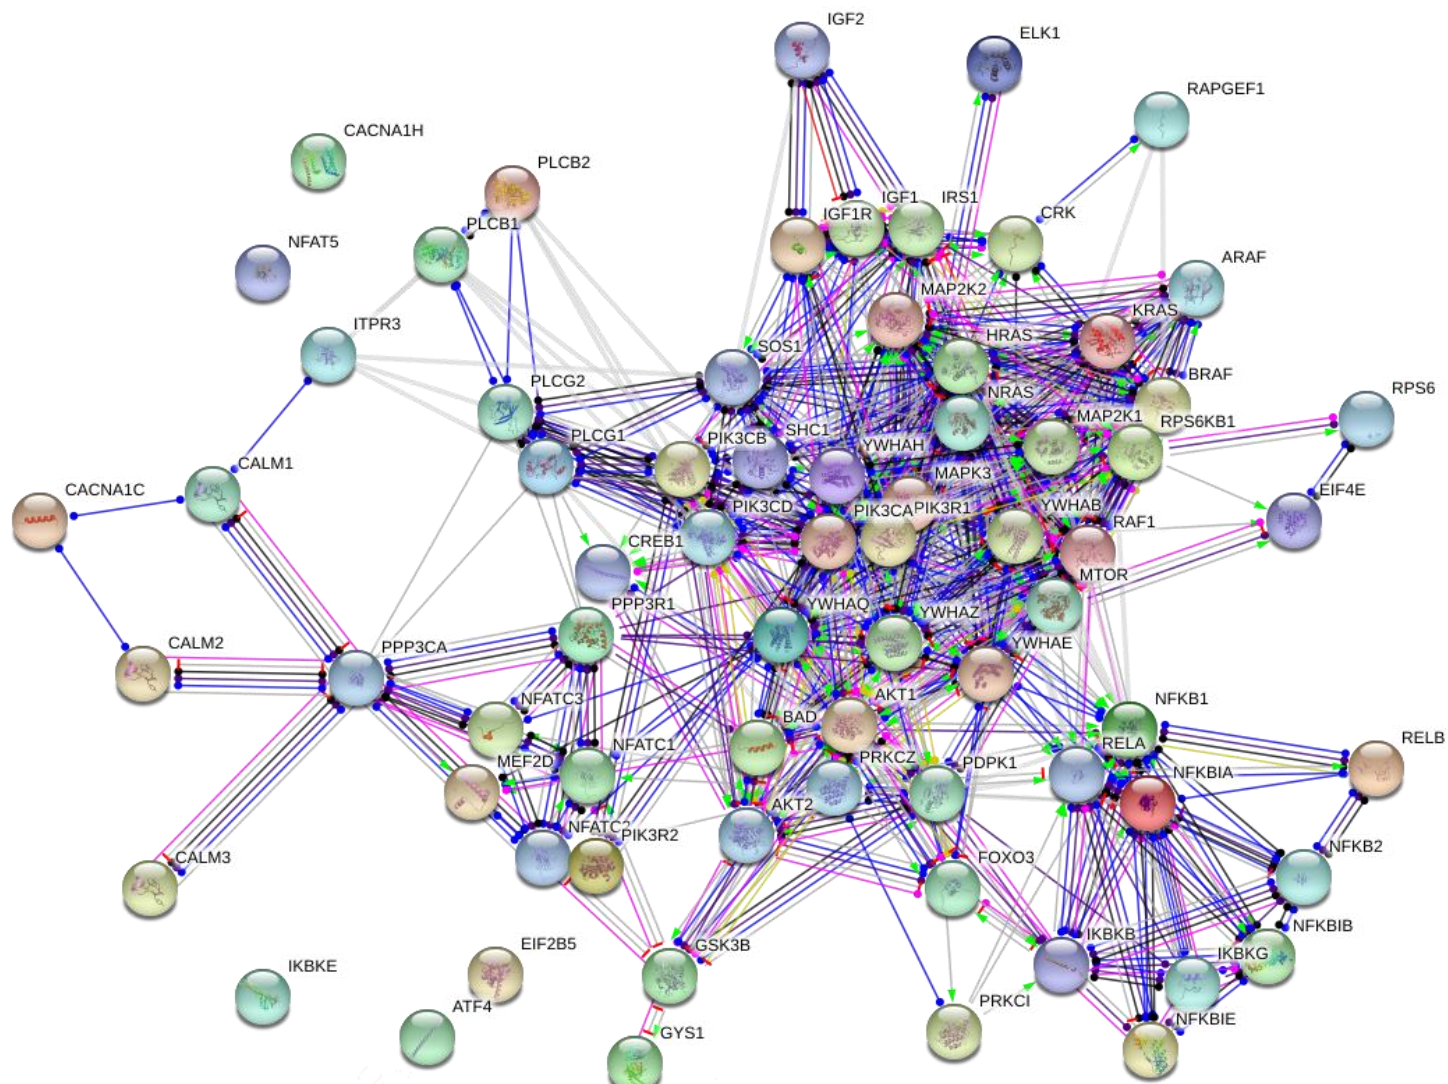 IGF2
ELK1
RAPGEF1
CACNA1H
PLCB2
IGF1
IRS1
CRK
IGF1R
PLCB1
NFAT5
ARAF
MAP2K2
KRAS
ITPR3
HRAS
SOS1
BRAF
PLCG2
NRAS
RPS6
MAP2K1
RPS6KB1
SHC1
PIK3CB
PLCG1
YWHAH
CALM1
MAPK3
CACNA1C
EIF4E
PIK3CD
PIK3CA
PIK3R1
YWHAB
RAF1
CREB1
MTOR
PPP3R1
YWHAQ
YWHAZ
CALM2
PPP3CA
YWHAE
NFATC3
AKT1
NFKB1
BAD
RELB
NFATC1
RELA
MEF2D
PRKCZ
PDPK1
NFKBIA
AKT2
NFATC2
PIK3R2
NFKB2
CALM3
FOXO3
NFKBIB
IKBKB
EIF2B5
GSK3B
IKBKG
IKBKE
PRKCI
ATF4
NFKBIE
GYS1